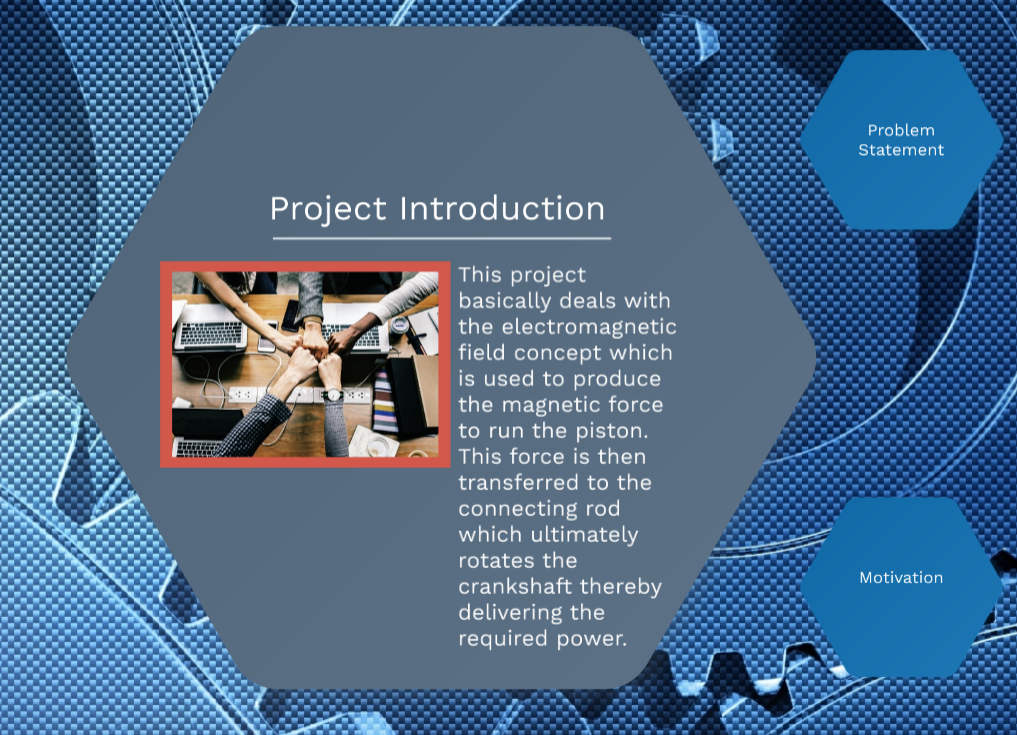 Project Introduction
This project
basically deals with
the electromagnetic
field concept which
is used to produce
the magnetic force
to run the piston.
This force is then
transferred to the
connecting rod
which ultimately
rotates the
crankshaft thereby
delivering the
required power.
Problem
Statement
Motivation